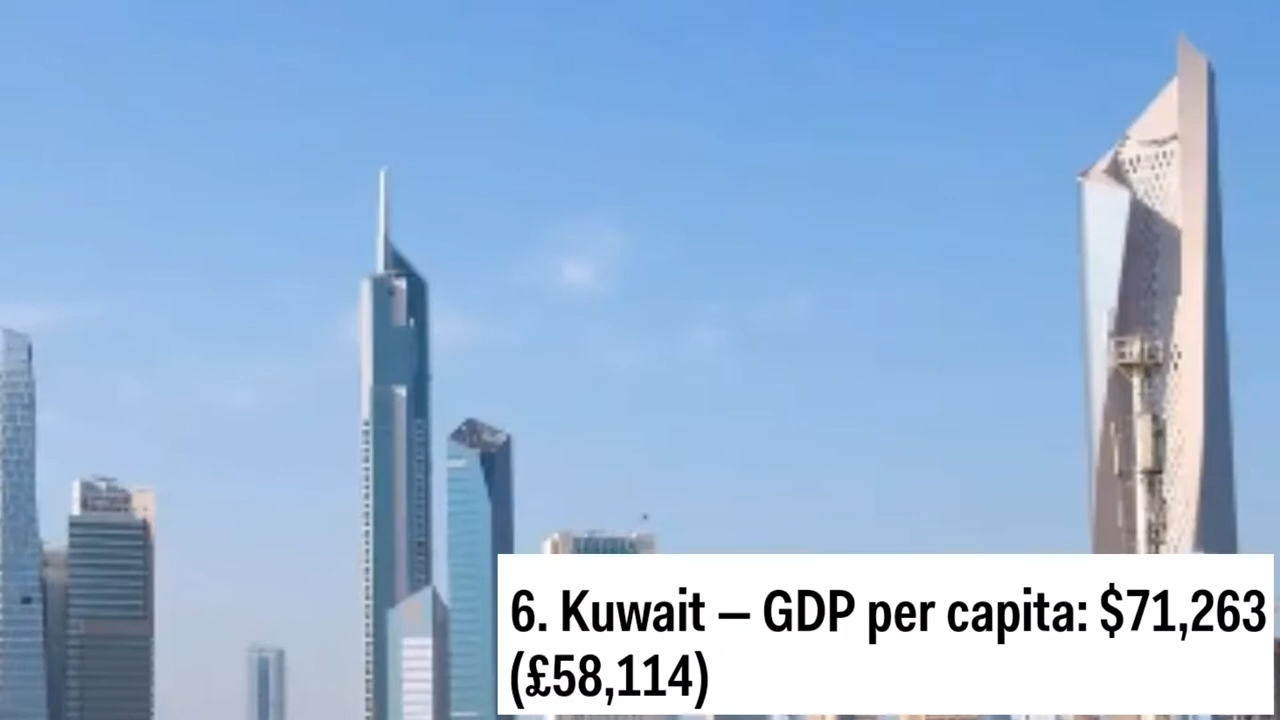 6. Kuwait — GDP per capita: $71,263
(£58,114)